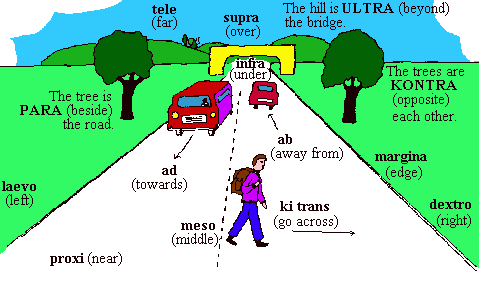 tele
(far)
supra
(over)
The hill is ULTRA (beyond
the bridge.
infra
(under)
The tree is
PARA (beside)
the road.
The trees are
KONTRA
(opposite)
each other.
ab
(away from)
ad
(towards)
margina
(edge)
laevo
(left)
dextro
(right)
ki trans
(go across)
meso
(middle)
proxi (near)